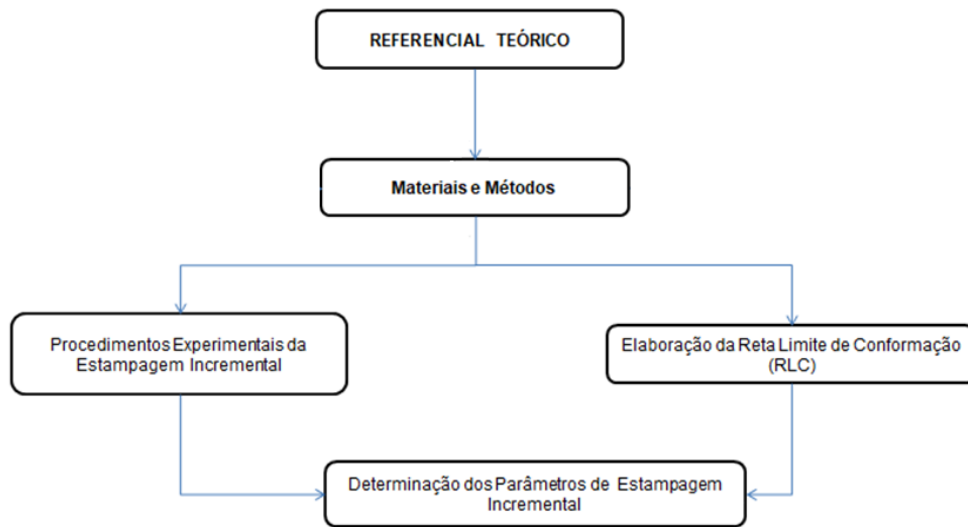 REFERENCIAL TEÓRICO
Materiais e Métodos
Procedimentos Experimentais da
Estampagem Incremental
Elaboração da Reta Limite de Conformação
(RLC)
Determinação dos Parâmetros de Estampagem
Incremental